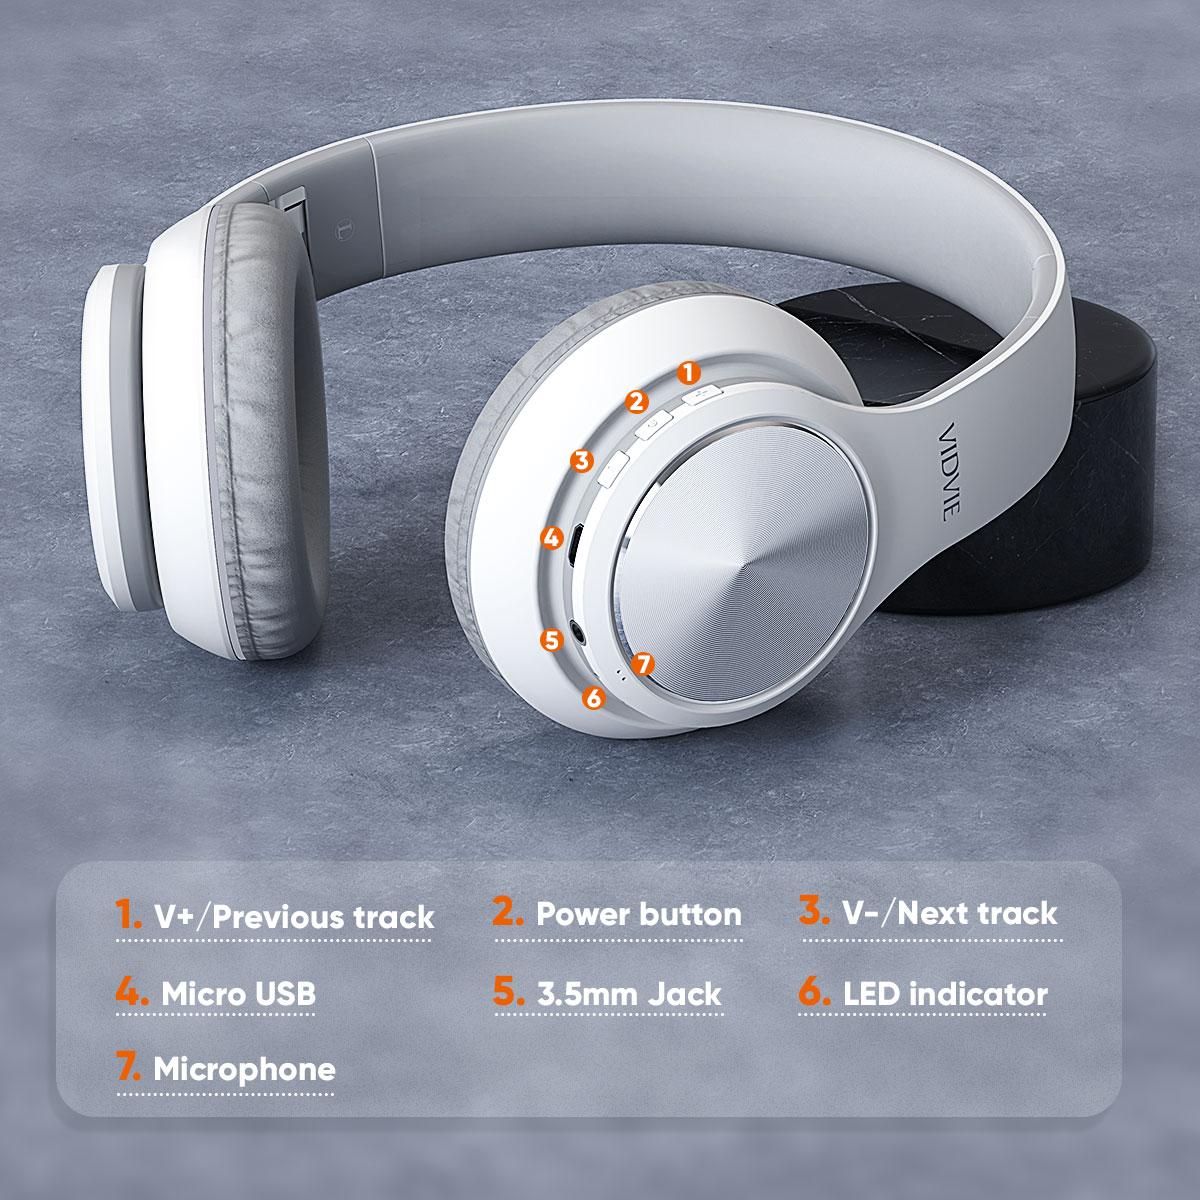 L
1
2
3
4
5
6
7
VIDVIE
1. V+/Previous track
2. Power button
3. V-/Next track
4. Micro USB
5. 3.5mm Jack
6. LED indicator
7. Microphone